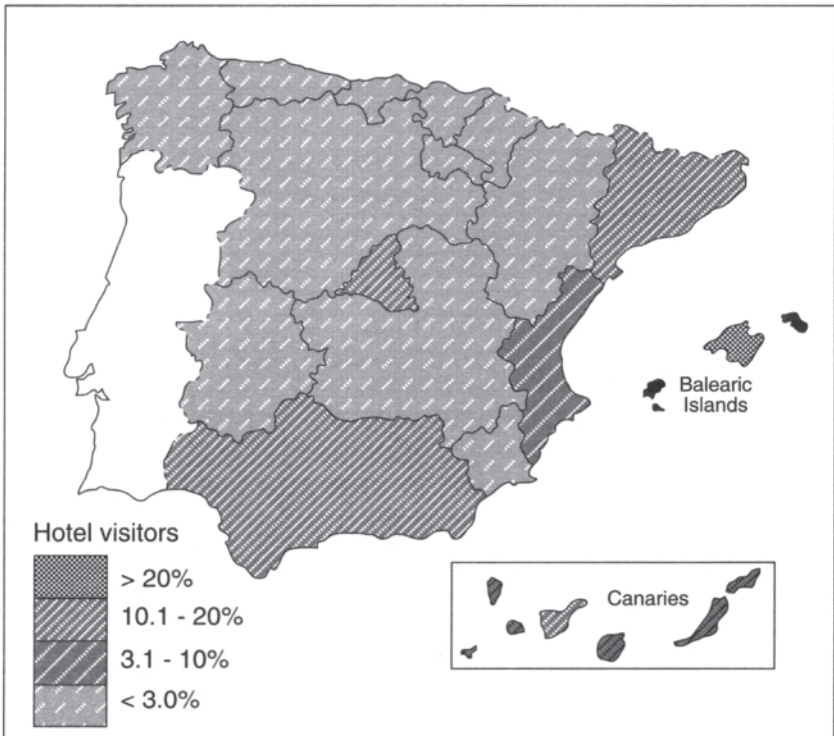 Balearic
Islands
Hotel visitors
> 20%
10.1 - 20%
3.1 - 10%
< 3.0%
Canaries